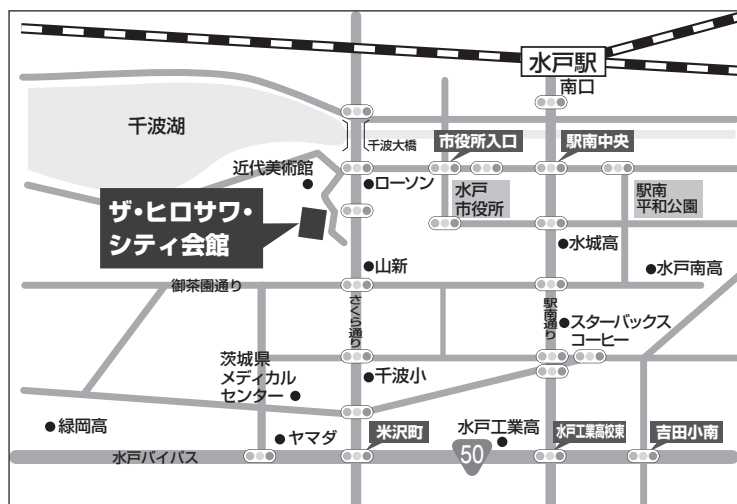 水戸駅
南口
千波湖
千波大橋
市役所入口
駅南中央
近代美術館
ローソン
水戸
市役所
駅南
平和公園
ザ・ヒロサワ・
シティ会館
水城高
山新
水戸南高
御茶園通り
さくら通り
駅南通り
スターバックス
コーヒー
茨城県
メディカル
センター
千波小
緑岡高
ヤマダ
米沢町
水戸工業高
水戸工業高校東
吉田小南
水戸バイパス
50